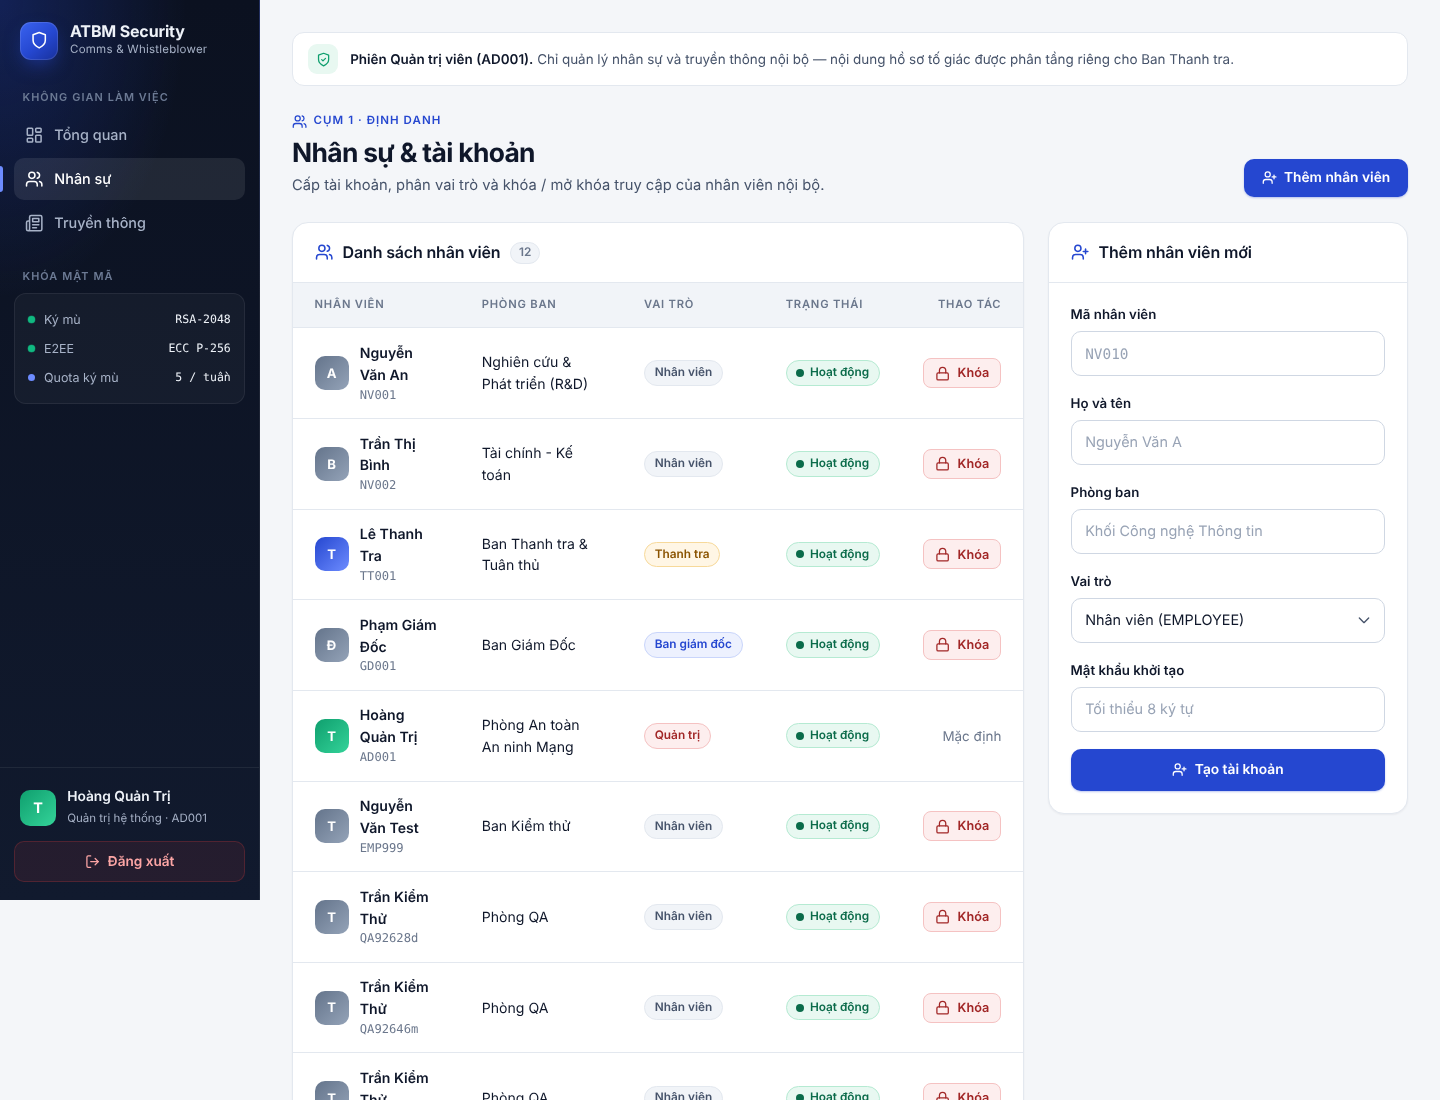 ATBM Security
Comms & Whistleblower
KHÔNG GIAN LÀM VIỆC
Tổng quan
Nhân sự
Truyền thông
KHÓA MẬT MÃ
Ký mù RSA-2048
E2EE ECC P-256
Quota ký mù 5 / tuần
T
Hoàng Quản Trị
Quản trị hệ thống · AD001
Đăng xuất
Phiên Quản trị viên (AD001). Chỉ quản lý nhân sự và truyền thông nội bộ — nội dung hồ sơ tố giác được phân tầng riêng cho Ban Thanh tra.
CỤM 1 · ĐỊNH DANH
Nhân sự & tài khoản
Cấp tài khoản, phân vai trò và khóa / mở khóa truy cập của nhân viên nội bộ.
Thêm nhân viên
Danh sách nhân viên 12
NHÂN VIÊN PHÒNG BAN VAI TRÒ TRẠNG THÁI THAO TÁC
A
Nguyễn
Văn An
NV001
Nghiên cứu &
Phát triển (R&D)
Nhân viên
Hoạt động
Khóa
B
Trần Thị
Bình
NV002
Tài chính - Kế
toán
Nhân viên
Hoạt động
Khóa
T
Lê Thanh
Tra
TT001
Ban Thanh tra &
Tuân thủ
Thanh tra
Hoạt động
Khóa
Đ
Phạm Giám
Đốc
GD001
Ban Giám Đốc
Ban giám đốc
Hoạt động
Khóa
T
Hoàng
Quản Trị
AD001
Phòng An toàn
An ninh Mạng
Quản trị
Hoạt động
Mặc định
T
Nguyễn
Văn Test
EMP999
Ban Kiểm thử
Nhân viên
Hoạt động
Khóa
T
Trần Kiểm
Thử
QA92628d
Phòng QA
Nhân viên
Hoạt động
Khóa
T
Trần Kiểm
Thử
QA92646m
Phòng QA
Nhân viên
Hoạt động
Khóa
T
Trần Kiểm
Thử
Phòng QA
Nhân viên
Hoạt động
Khóa
Thêm nhân viên mới
Mã nhân viên
NV010
Họ và tên
Nguyễn Văn A
Phòng ban
Khối Công nghệ Thông tin
Vai trò
Nhân viên (EMPLOYEE)
Mật khẩu khởi tạo
Tối thiểu 8 ký tự
Tạo tài khoản